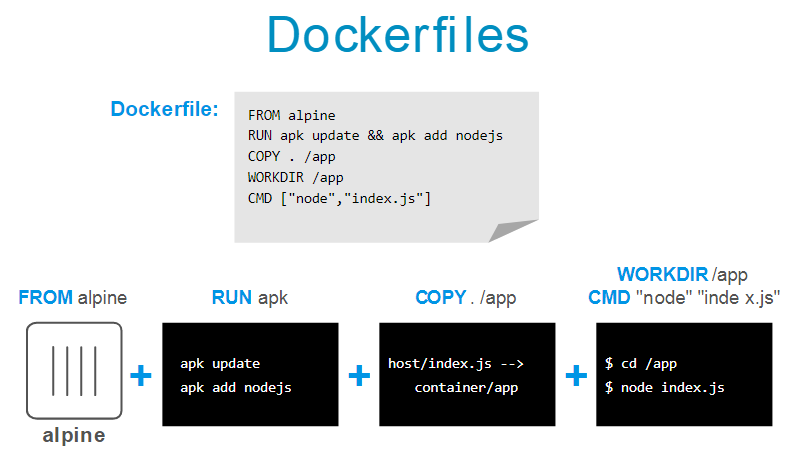 Dockerfiles
Dockerfile:
FROM alpine
RUN apk update && apk add nodejs
COPY . /app
WORKDIR /app
CMD ["node","index.js"]
FROM alpine
RUN apk
COPY . /app
WORKDIR /app
CMD "node" "inde x.js"
alpine
+
apk update
apk add nodejs
+
host/index.js -->
container/app
+
$ cd /app
$ node index.js